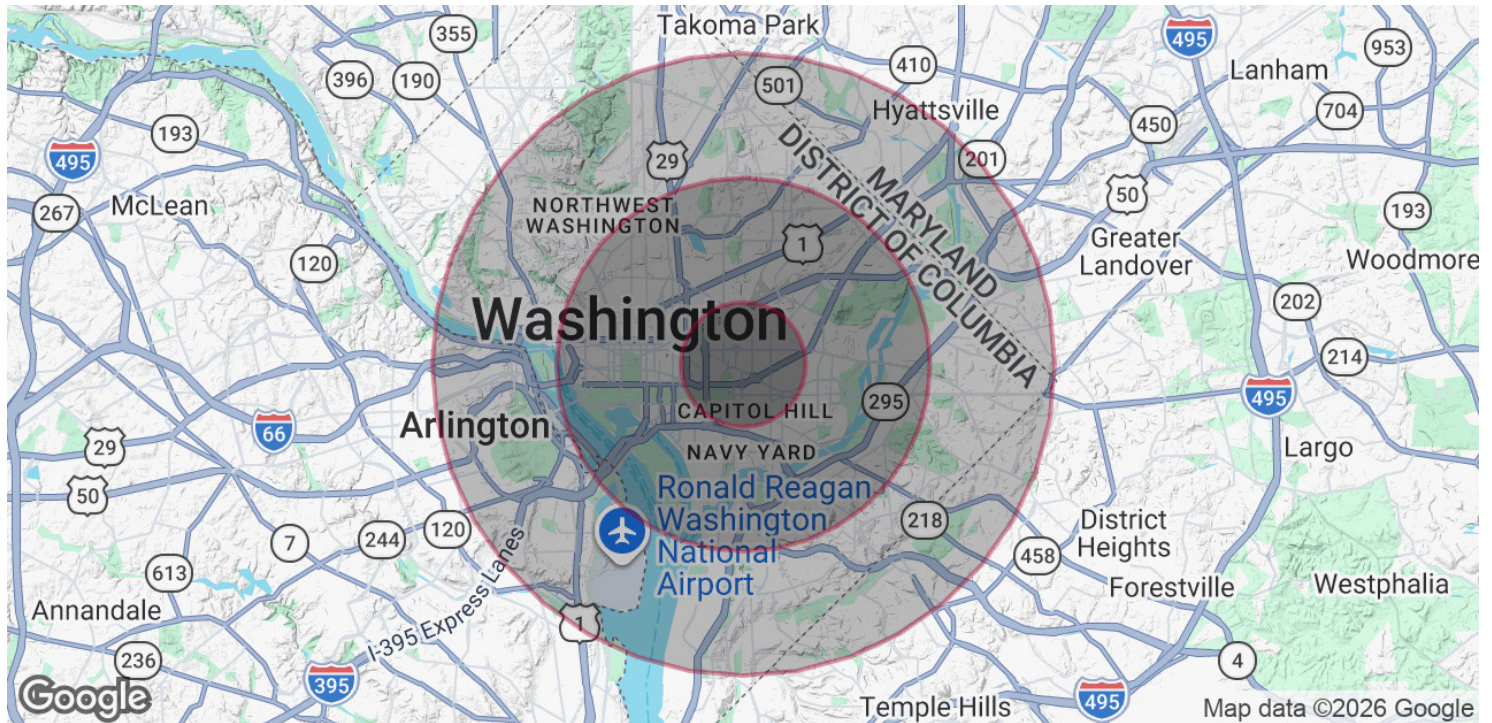 Takoma Park
355
495
953
396
190
410
501
Lanham
Hyattsville
704
193
450
495
29
201
MARYLAND
DISTRICT OF COLUMBIA
50
267
McLean
NORTHWEST
WASHINGTON
193
1
Greater
Landover
120
Woodmore
Washington
202
214
295
495
CAPITOL HILL
Arlington
66
29
NAVY YARD
Largo
50
Ronald Reagan
Washington
National
Airport
120
218
District
Heights
7
244
458
613
Forestville
Westphalia
Annandale
I-395 Express Lanes
1
236
4
395
495
Temple Hills
Google
Map data ©2026 Google